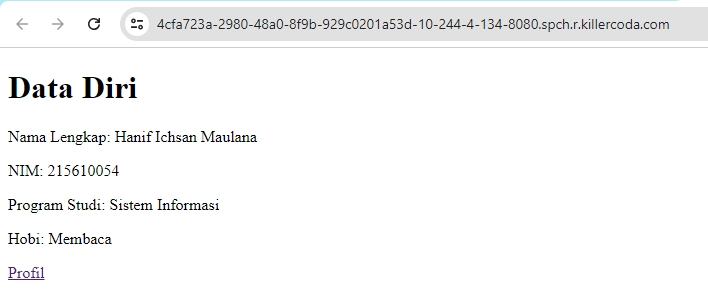 4cfa723a-2980-48a0-8f9b-929c0201a53d-10-244-4-134-8080.spch.r.killercoda.com
Data Diri
Nama Lengkap: Hanif Ichsan Maulana
NIM: 215610054
Program Studi: Sistem Informasi
Hobi: Membaca
Profil